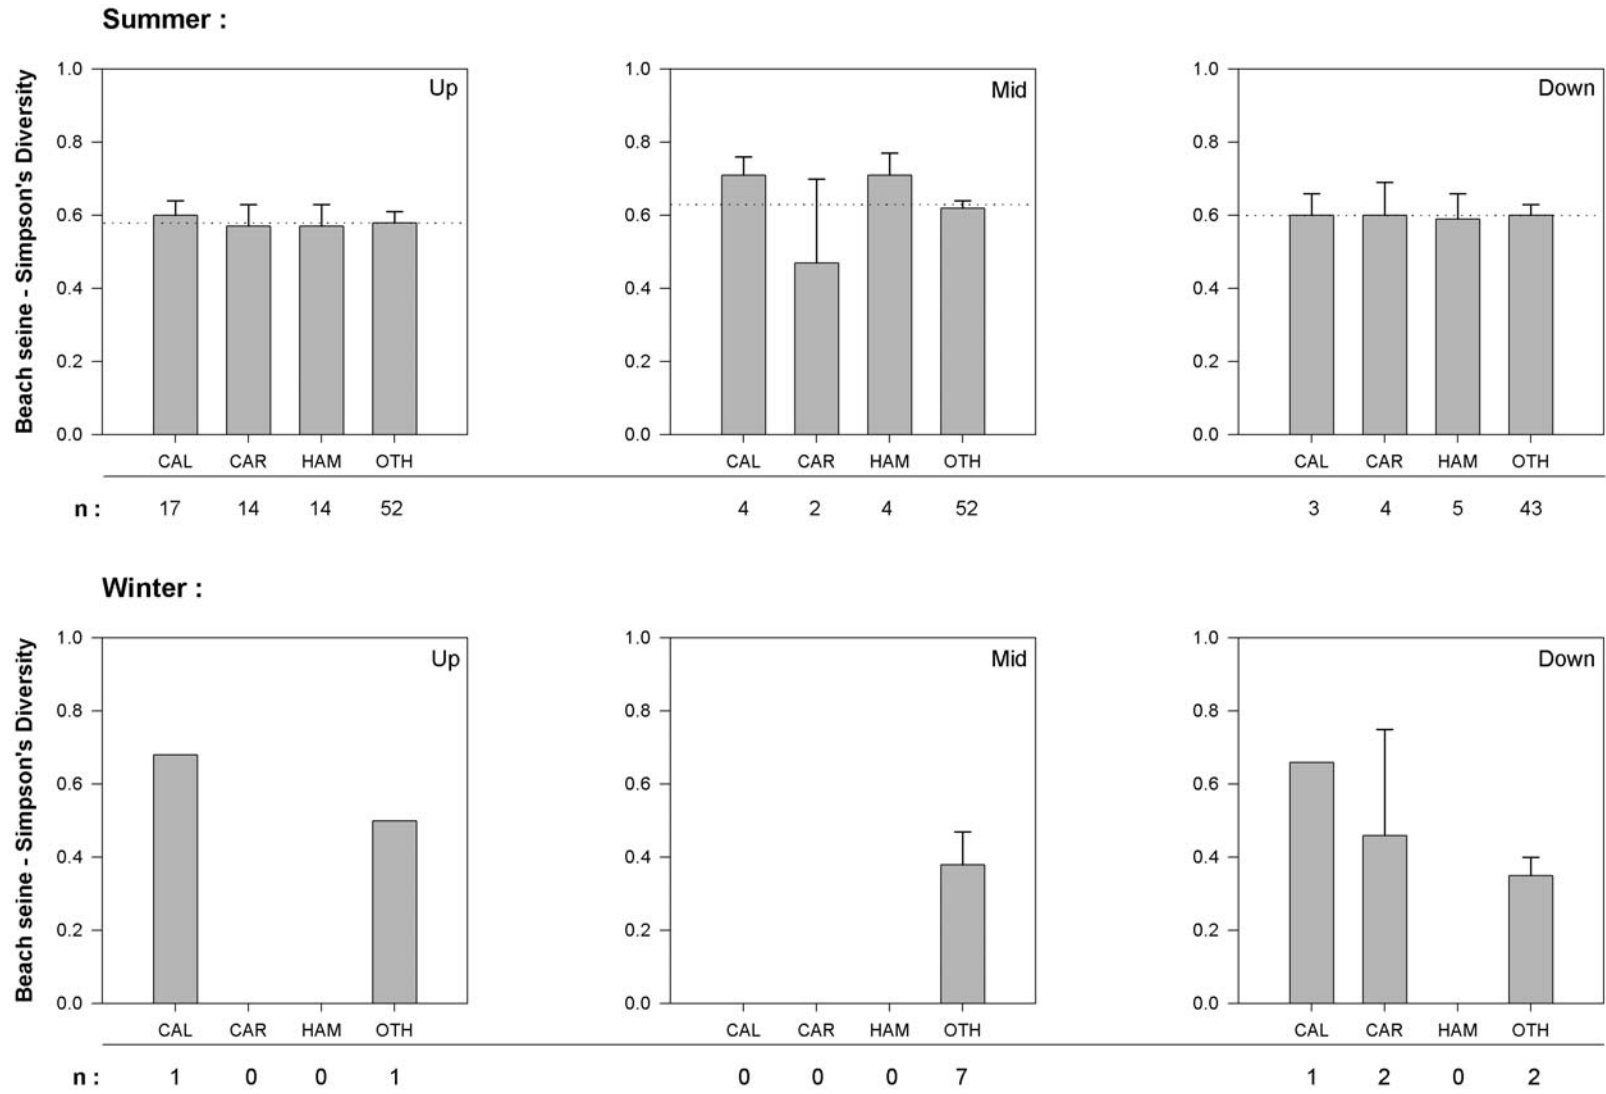 Summer :
Beach seine - Simpson's Diversity
1.0
0.8
0.6
0.4
0.2
0.0
Up
CAL CAR HAM OTH
1.0
0.8
0.6
0.4
0.2
0.0
Mid
CAL CAR HAM OTH
1.0
0.8
0.6
0.4
0.2
0.0
Down
CAL CAR HAM OTH
n : 17 14 14 52 4 2 4 52 3 4 5 43
Winter :
Beach seine - Simpson's Diversity
1.0
0.8
0.6
0.4
0.2
0.0
Up
CAL CAR HAM OTH
1.0
0.8
0.6
0.4
0.2
0.0
Mid
CAL CAR HAM OTH
1.0
0.8
0.6
0.4
0.2
0.0
Down
CAL CAR HAM OTH
n : 1 0 0 1 0 0 0 7 1 2 0 2